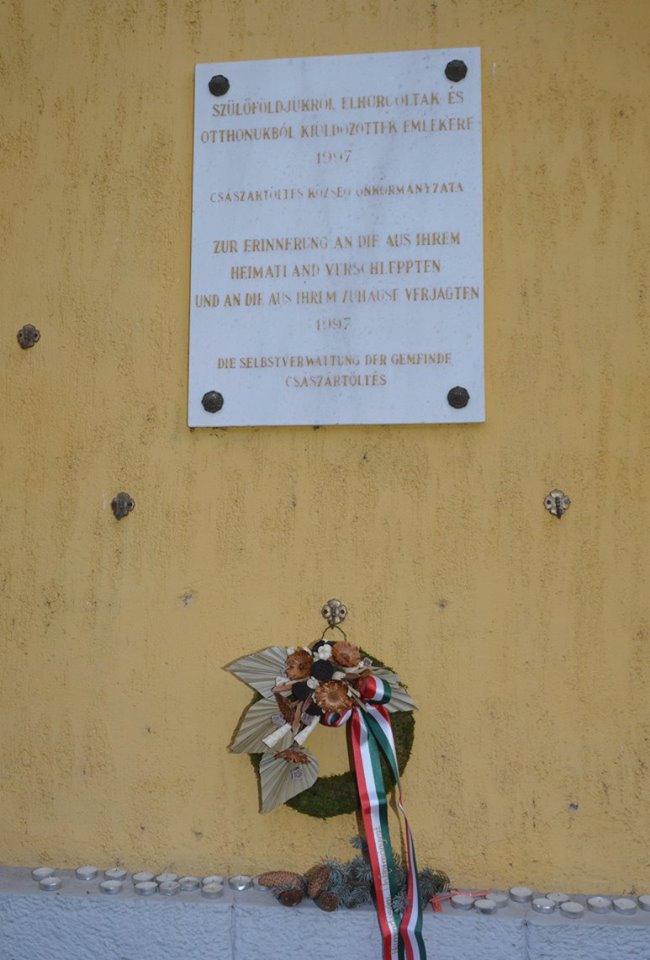 SZÜLŐFÖLDJÜKRŐL ELHURCOLTAK ÉS
OTTHONUKBÓL KIÜLDÖZÖTTEK EMLÉKÉRE
1997
CSÁSZÁRTÖLTÉS KÖZSÉG ÖNKORMÁNYZATA
ZUR ERINNERUNG AN DIE AUS IHREM
HEIMATLAND VERSCHLEPPTEN
UND AN DIE AUS IHREM ZUHAUSE VERJAGTEN
1997
DIE SELBSTVERWALTUNG DER GEMEINDE
CSÁSZÁRTÖLTÉS